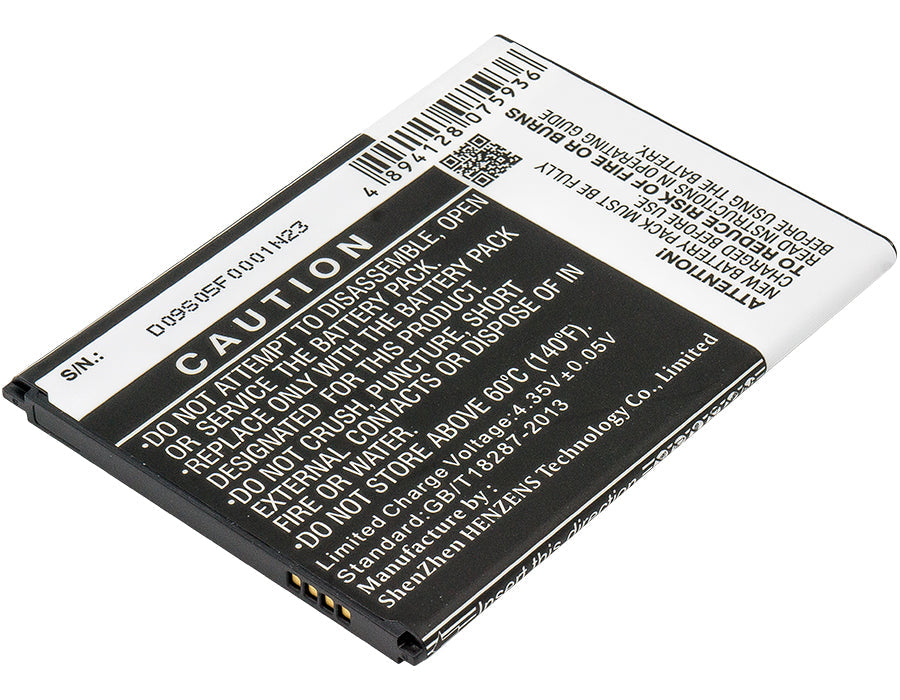 4 894128 075936
ATTENTION!
NEW BATTERY PACK MUST BE FULLY
CHARGED BEFORE USE.
TO REDUCE RISK OF FIRE OR BURNS
READ INSTRUCTIONS IN OPERATING GUIDE
BEFORE USING THE BATTERY.
S/N.: D09S05F0001N23
CAUTION
•DO NOT ATTEMPT TO DISASSEMBLE, OPEN
OR SERVICE THE BATTERY PACK.
•REPLACE ONLY WITH THE BATTERY PACK
DESIGNATED FOR THIS PRODUCT.
•DO NOT CRUSH, PUNCTURE, SHORT
EXTERNAL CONTACTS OR DISPOSE OF IN
FIRE OR WATER.
•DO NOT STORE ABOVE 60ºC (140ºF).
Limited Charge Voltage:4.35V±0.05V
Standard:GB/T18287-2013
Manufacture by:
ShenZhen HENZENS Technology Co., Limited
Insert this direction